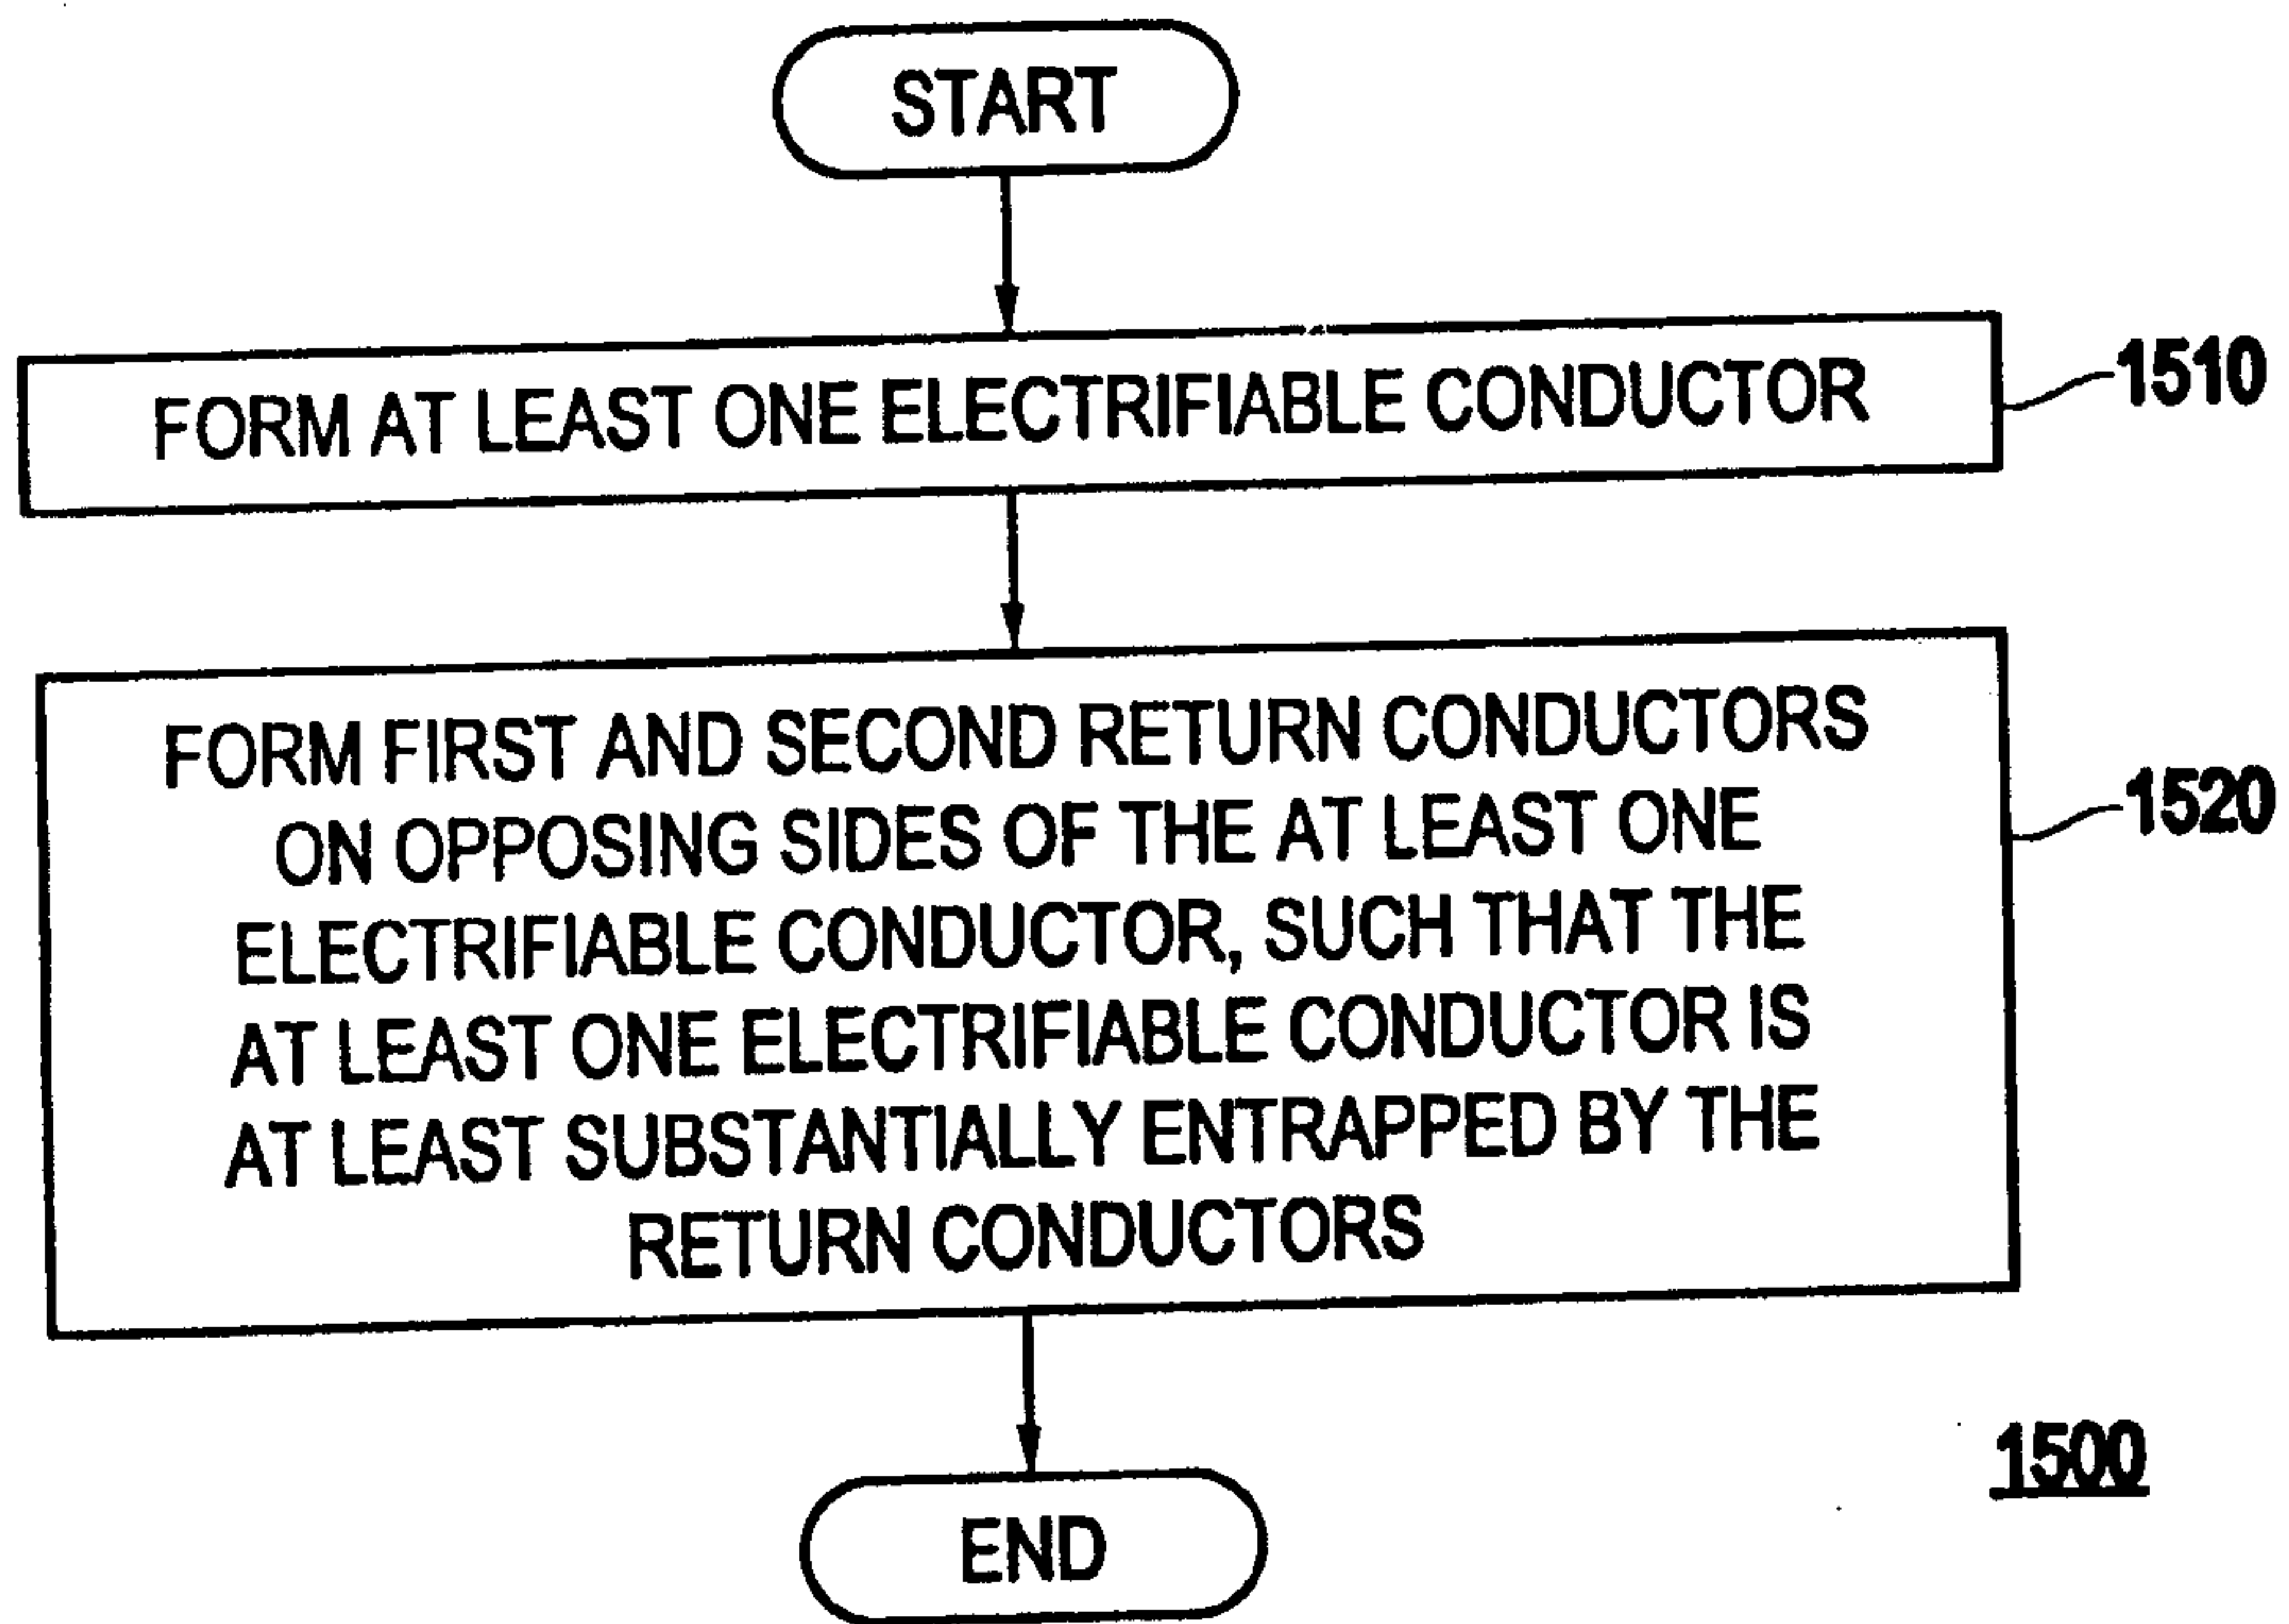 START
FORM AT LEAST ONE ELECTRIFIABLE CONDUCTOR
1510
FORM FIRST AND SECOND RETURN CONDUCTORS
ON OPPOSING SIDES OF THE AT LEAST ONE
ELECTRIFIABLE CONDUCTOR, SUCH THAT THE
AT LEAST ONE ELECTRIFIABLE CONDUCTOR IS
AT LEAST SUBSTANTIALLY ENTRAPPED BY THE
RETURN CONDUCTORS
1520
END
1500